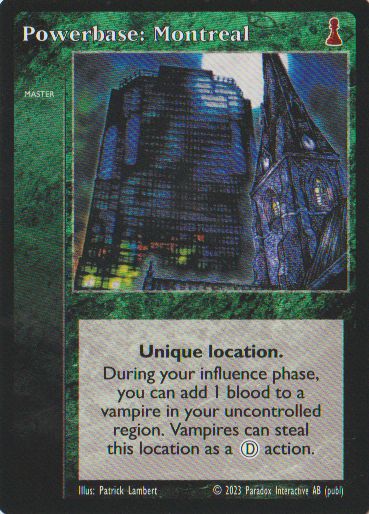 Powerbase: Montreal
MASTER
Unique location.
During your influence phase,
you can add 1 blood to a
vampire in your uncontrolled
region. Vampires can steal
this location as a Ⓓ action.
Illus: Patrick Lambert © 2023 Paradox Interactive AB (publ)